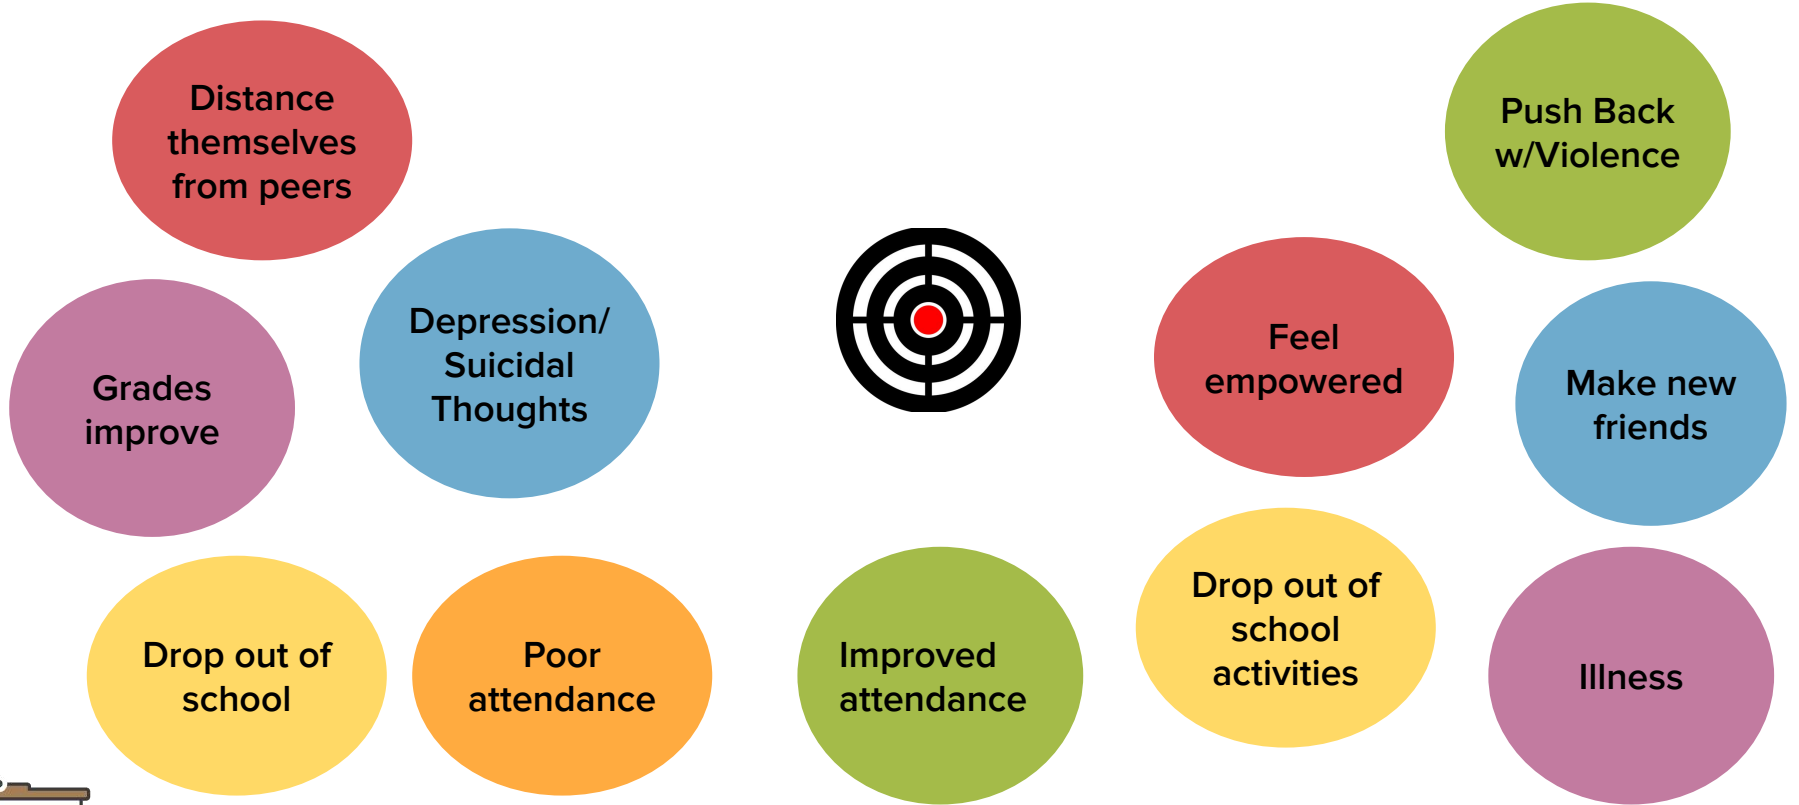 Distance
themselves
from peers
Push Back
w/Violence
Depression/
Suicidal
Thoughts
Feel
empowered
Grades
improve
Make new
friends
Drop out of
school
Poor
attendance
Improved
attendance
Drop out of
school
activities
Illness